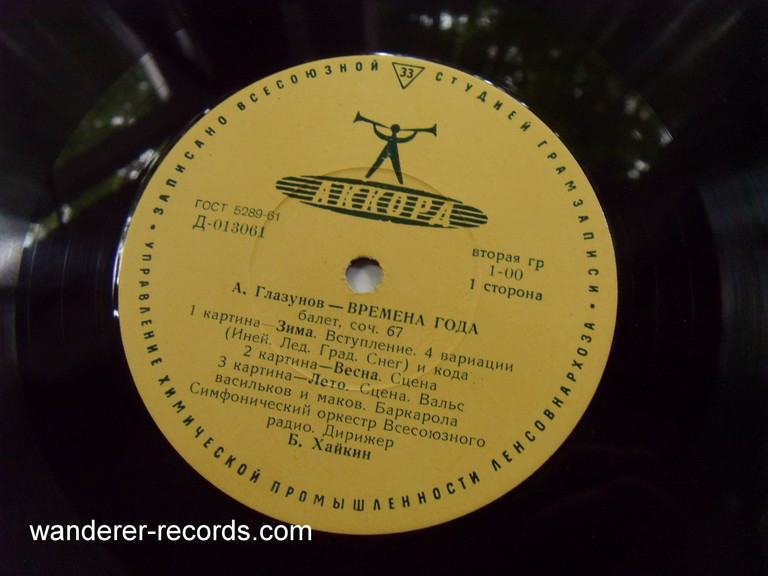 ЗАПИСАНО ВСЕСОЮЗНОЙ 33 СТУДИЕЙ ГРАМЗАПИСИ •
УПРАВЛЕНИЕ ХИМИЧЕСКОЙ ПРОМЫШЛЕННОСТИ ЛЕНСОВНАРХОЗА •
АККОРД
ГОСТ 5289-61
Д-013061
вторая гр
1-00
1 сторона
А. Глазунов — ВРЕМЕНА ГОДА
балет, соч. 67
1 картина—Зима. Вступление. 4 вариации
(Иней. Лед. Град. Снег) и кода
2 картина—Весна. Сцена
3 картина—Лето. Сцена. Вальс
васильков и маков. Баркарола
Симфонический оркестр Всесоюзного
радио. Дирижер
Б. Хайкин
wanderer-records.com